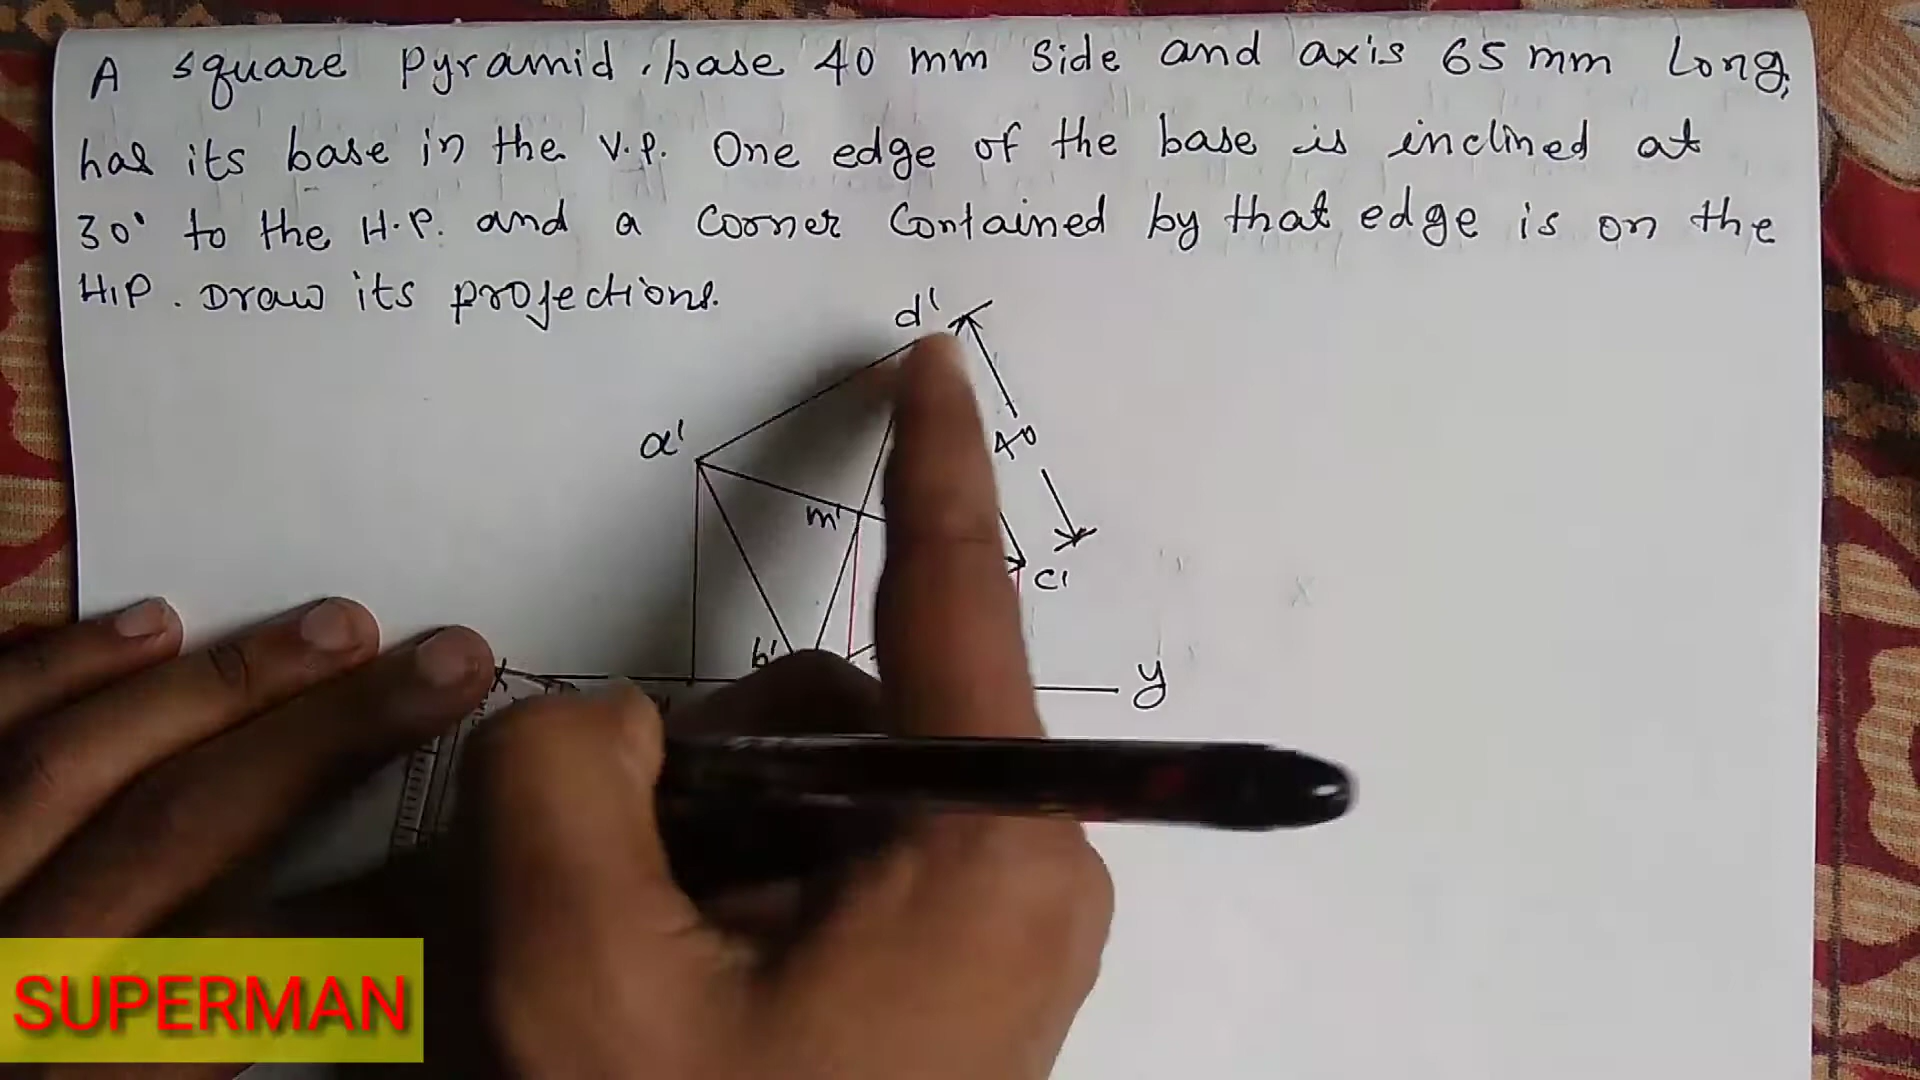 A square pyramid, base 40 mm side and axis 65 mm long,
has its base in the V.P. One edge of the base is inclined at
30° to the H.P. and a corner contained by that edge is on the
H.P. Draw its projections.
d'
a'
40
m'
c'
b'
x
y
SUPERMAN